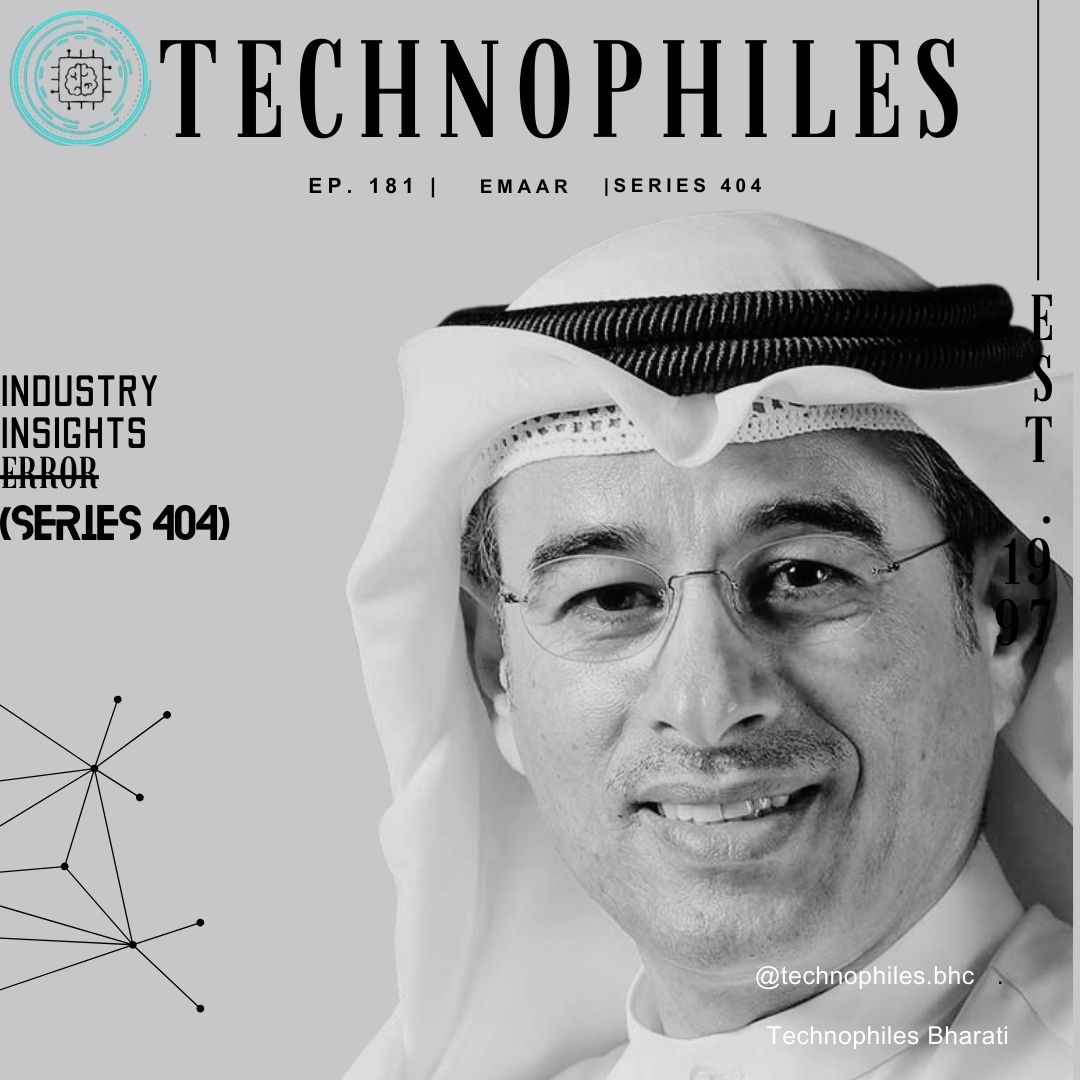 TECHNOPHILES
EP. 181 | EMAAR |SERIES 404
INDUSTRY
INSIGHTS
ERROR
(SERIES 404)
E
S
T
.
19
97
@technophiles.bhc .
Technophiles Bharati